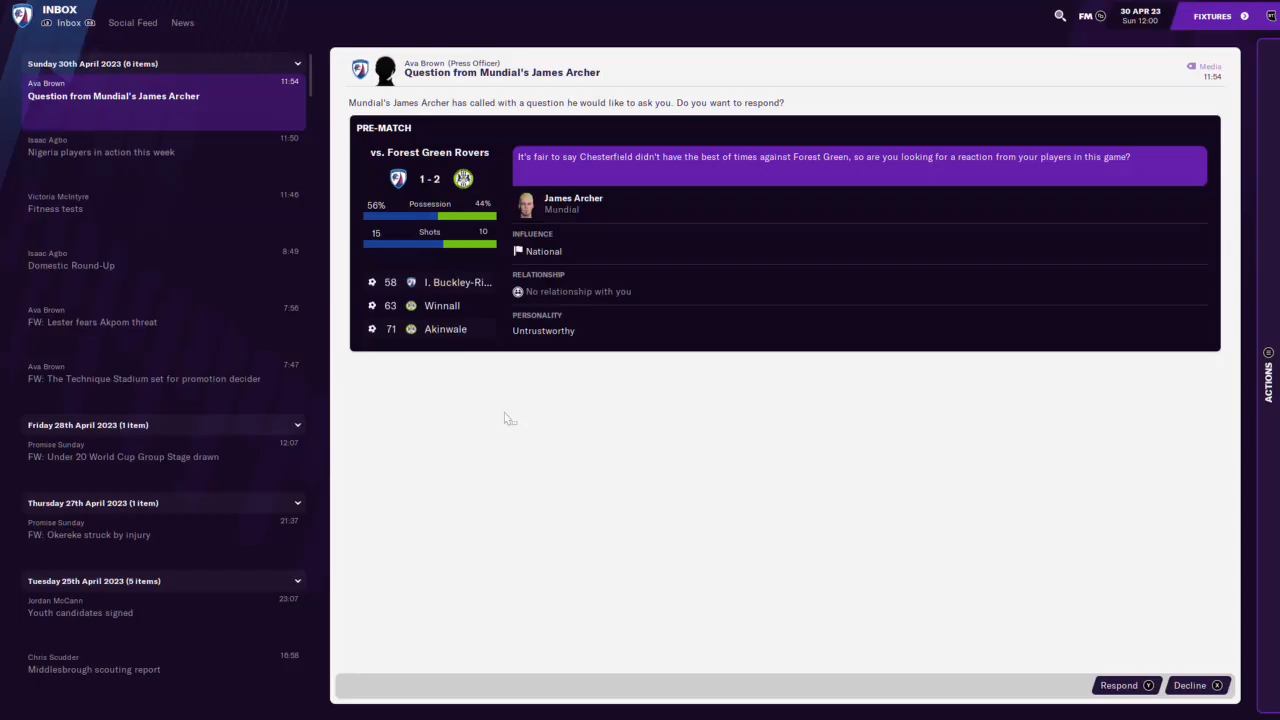 INBOX
Inbox
Social Feed
News
FM
30 APR 23
Sun 12:00
FIXTURES
Sunday 30th April 2023 (6 items)
Ava Brown 11:54
Question from Mundial's James Archer
Isaac Agbo 11:50
Nigeria players in action this week
Victoria McIntyre 11:46
Fitness tests
Isaac Agbo 8:49
Domestic Round-Up
Ava Brown 7:56
FW: Lester fears Akpom threat
Ava Brown 7:47
FW: The Technique Stadium set for promotion decider
Friday 28th April 2023 (1 item)
Promise Sunday 12:07
FW: Under 20 World Cup Group Stage drawn
Thursday 27th April 2023 (1 item)
Promise Sunday 21:37
FW: Okereke struck by injury
Tuesday 25th April 2023 (5 items)
Jordan McCann 23:07
Youth candidates signed
Chris Scudder 16:58
Middlesbrough scouting report
Ava Brown (Press Officer)
Question from Mundial's James Archer
Media
11:54
Mundial's James Archer has called with a question he would like to ask you. Do you want to respond?
PRE-MATCH
vs. Forest Green Rovers
1 - 2
56% Possession 44%
15 Shots 10
58 I. Buckley-Ri...
63 Winnall
71 Akinwale
It's fair to say Chesterfield didn't have the best of times against Forest Green, so are you looking for a reaction from your players in this game?
James Archer
Mundial
INFLUENCE
National
RELATIONSHIP
No relationship with you
PERSONALITY
Untrustworthy
ACTIONS
Respond Y
Decline X